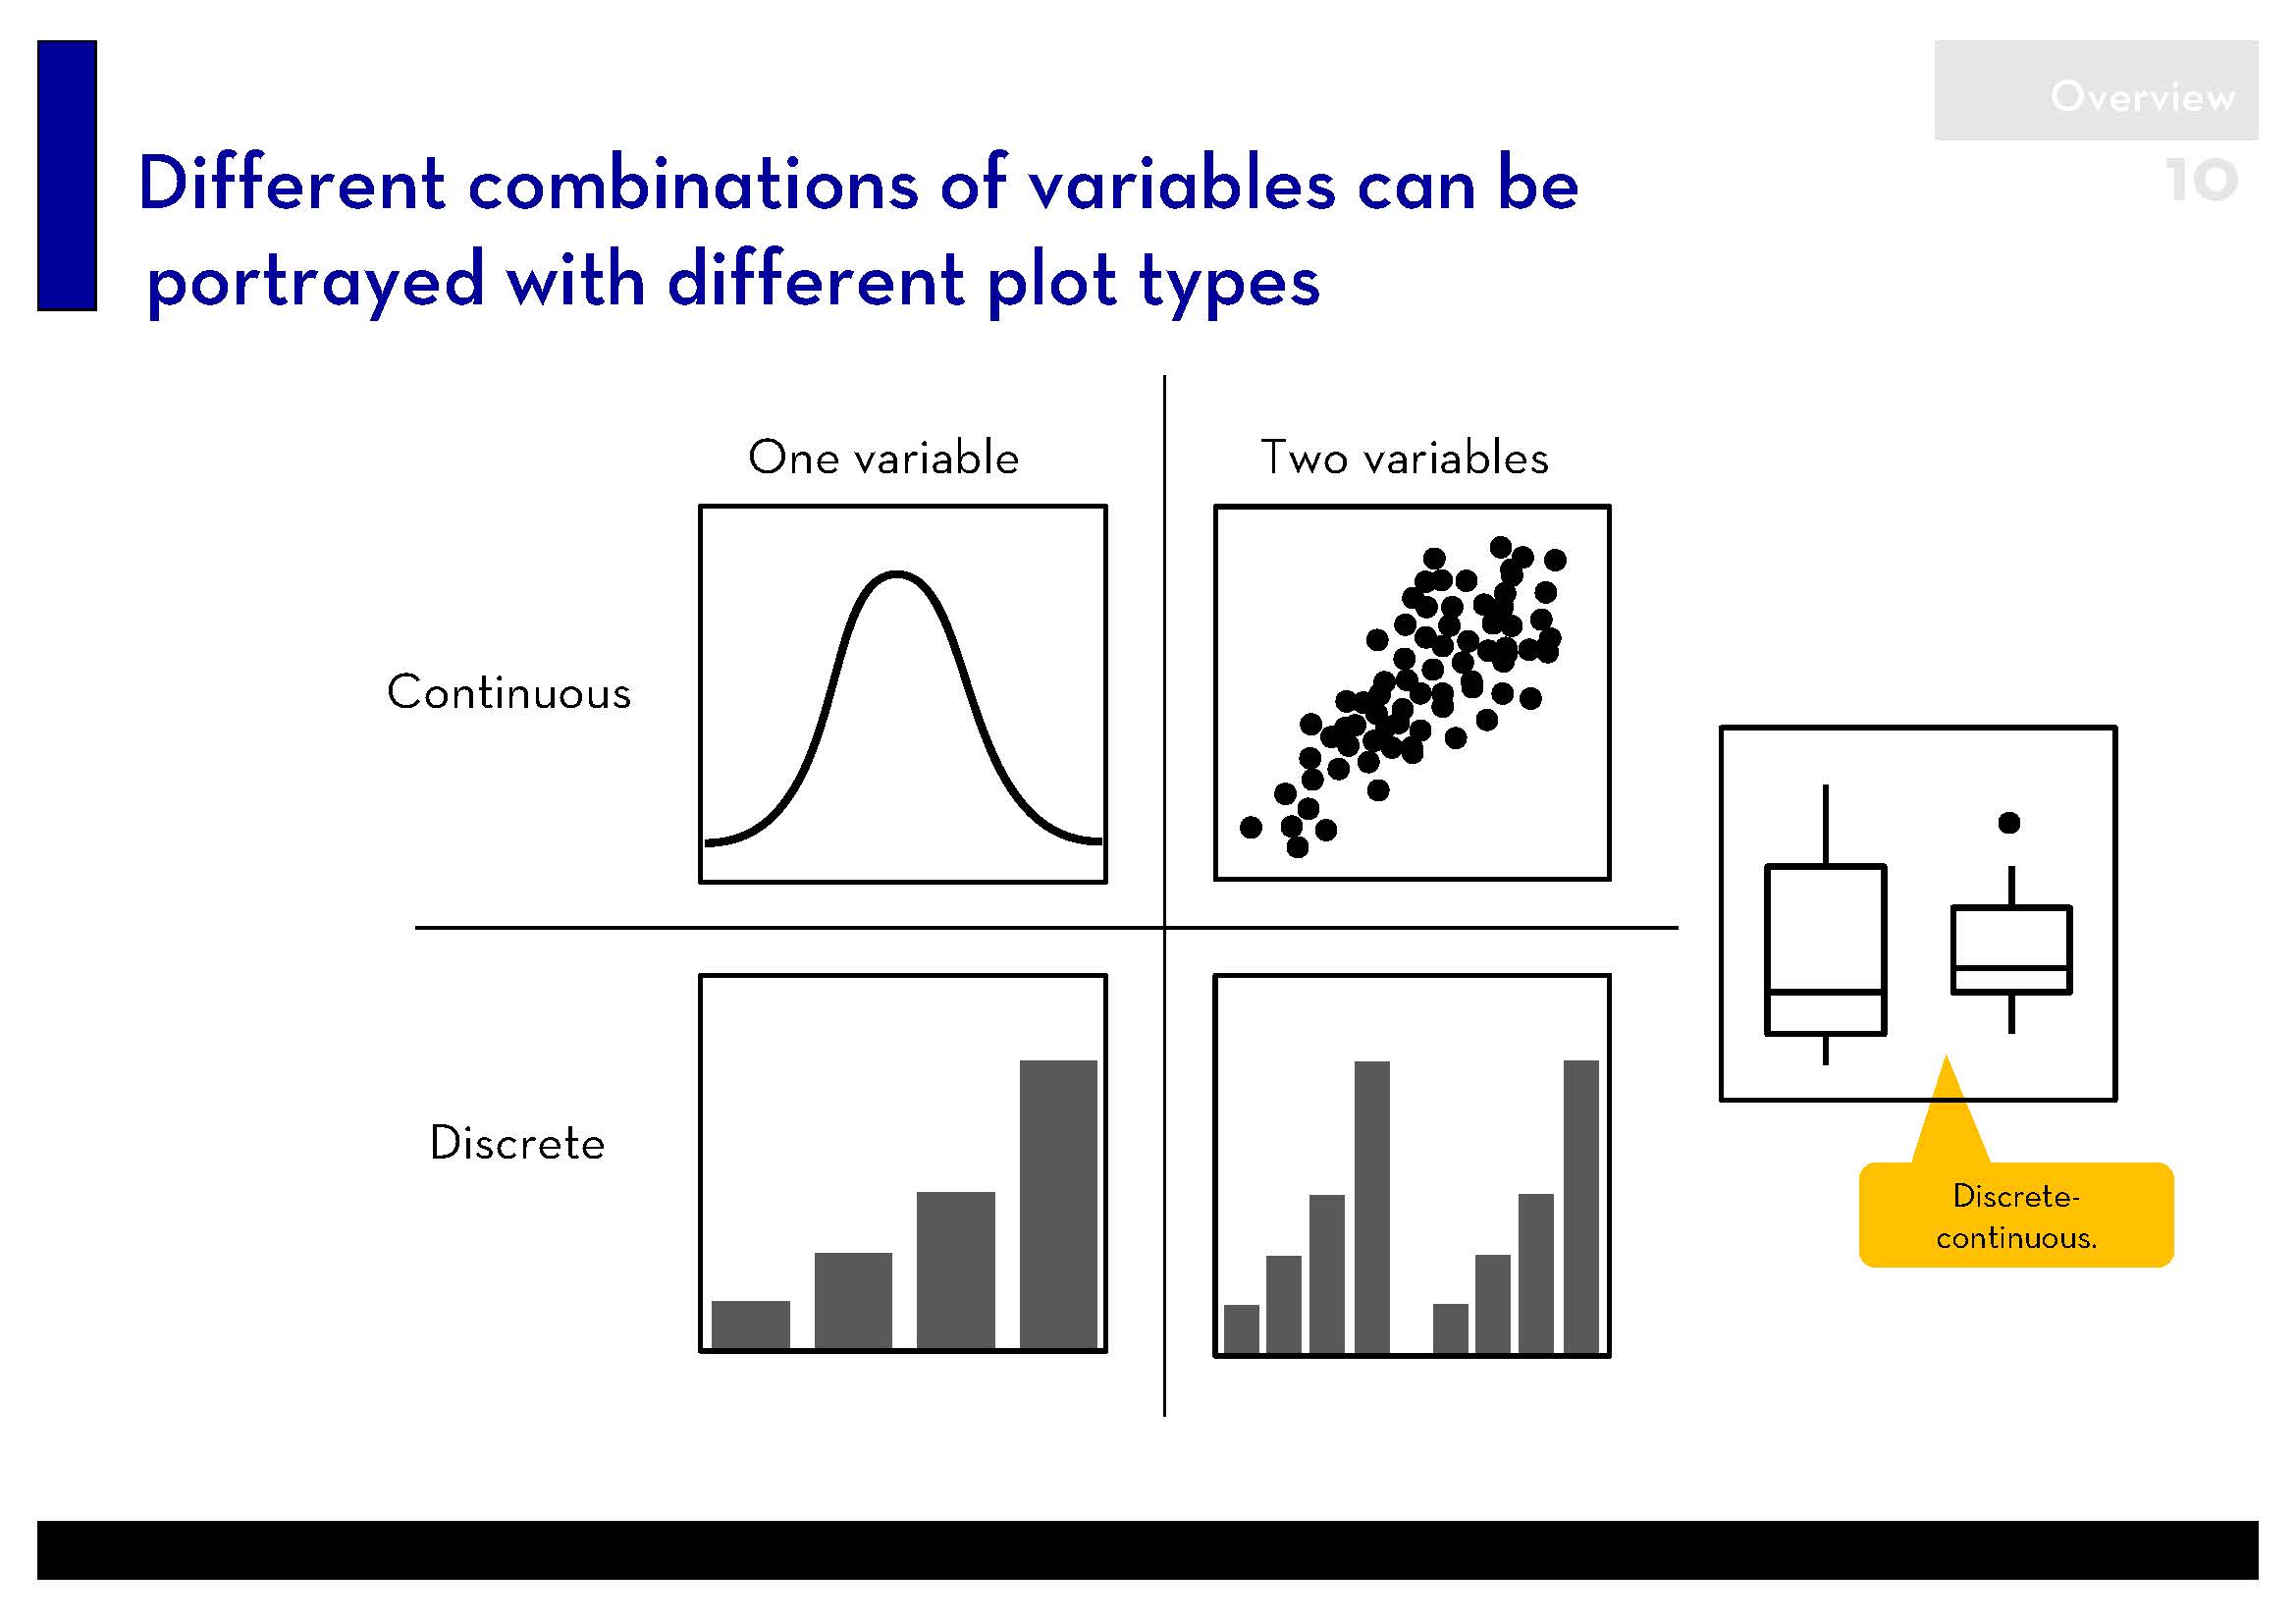 Overview
10
Different combinations of variables can be
portrayed with different plot types
One variable
Two variables
Continuous
Discrete
Discrete-
continuous.